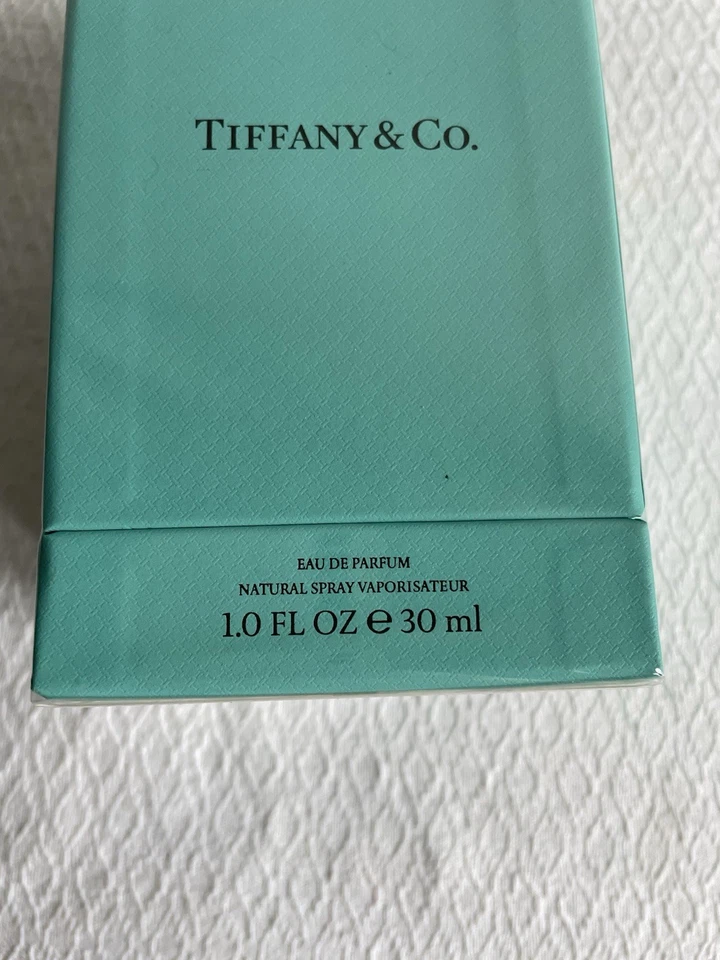 TIFFANY & CO.
EAU DE PARFUM
NATURAL SPRAY VAPORISATEUR
1.0 FL OZ ℮ 30 ml